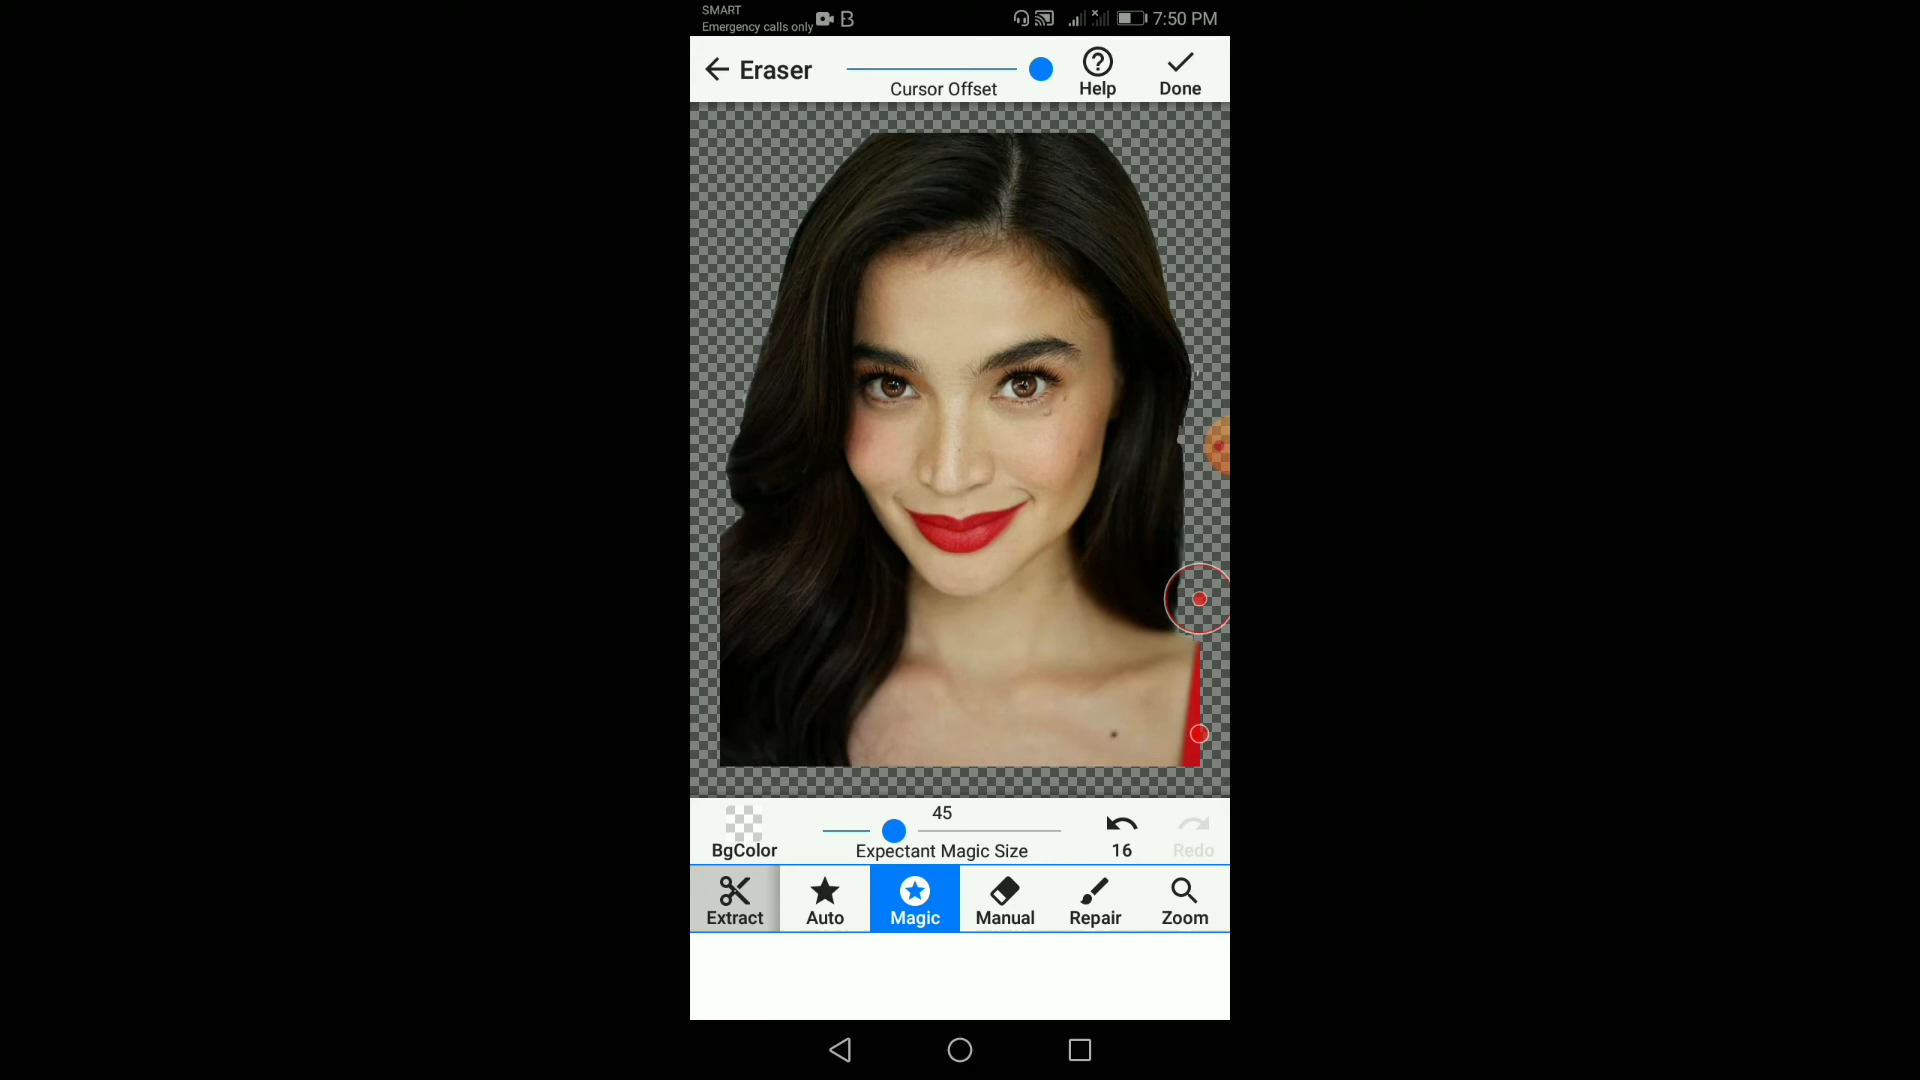 SMART
Emergency calls only
7:50 PM
Eraser
Cursor Offset
Help
Done
45
BgColor
Expectant Magic Size
16
Redo
Extract
Auto
Magic
Manual
Repair
Zoom